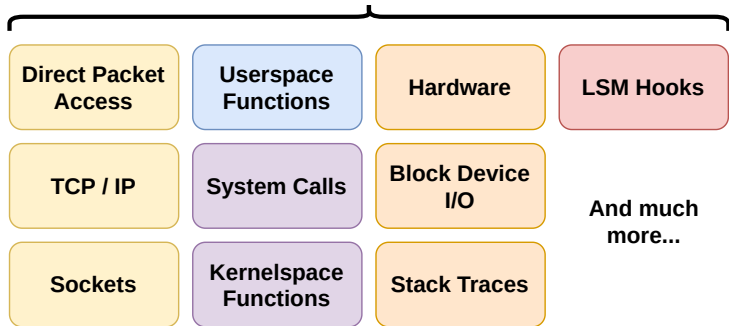 Direct Packet
Access
Userspace
Functions
Hardware
LSM Hooks
TCP / IP
System Calls
Block Device
I/O
And much
more...
Sockets
Kernelspace
Functions
Stack Traces